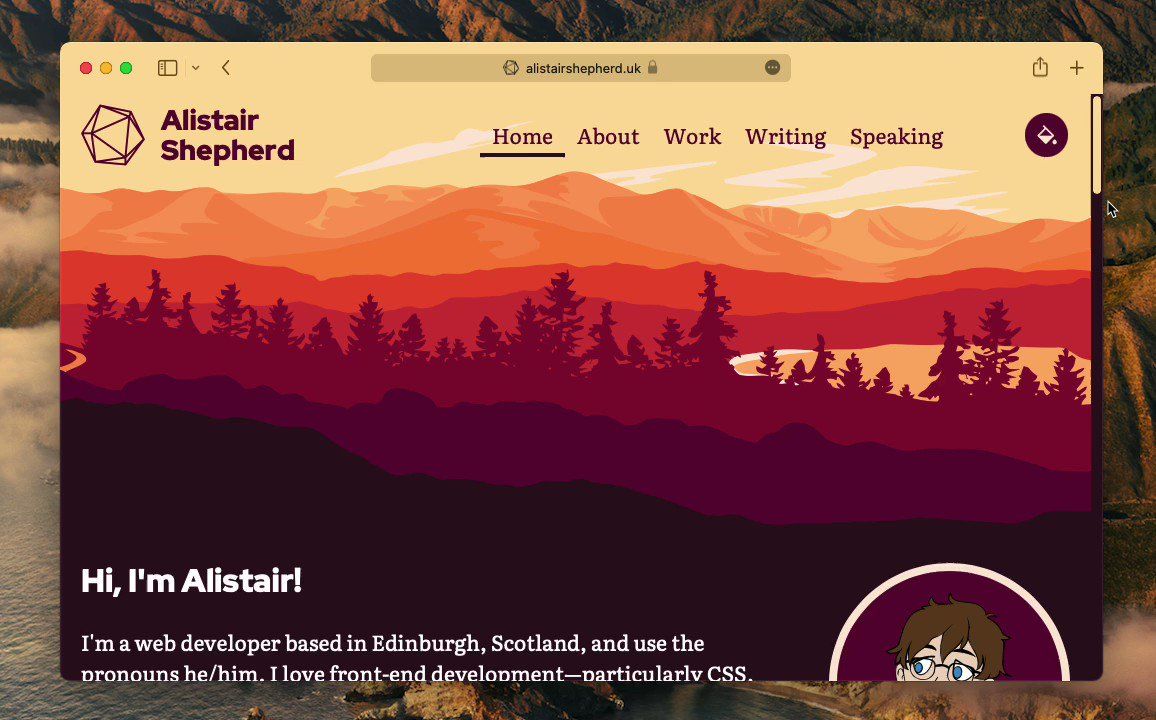 alistairshepherd.uk
Alistair
Shepherd
Home About Work Writing Speaking
Hi, I'm Alistair!
I'm a web developer based in Edinburgh, Scotland, and use the
pronouns he/him. I love front-end development—particularly CSS.